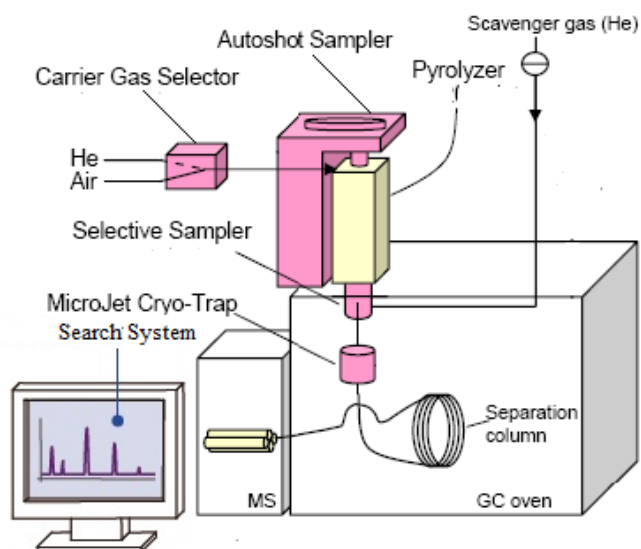 Scavenger gas (He)
Autoshot Sampler
Pyrolyzer
Carrier Gas Selector
He
Air
Selective Sampler
MicroJet Cryo-Trap
Search System
Separation
column
MS
GC oven